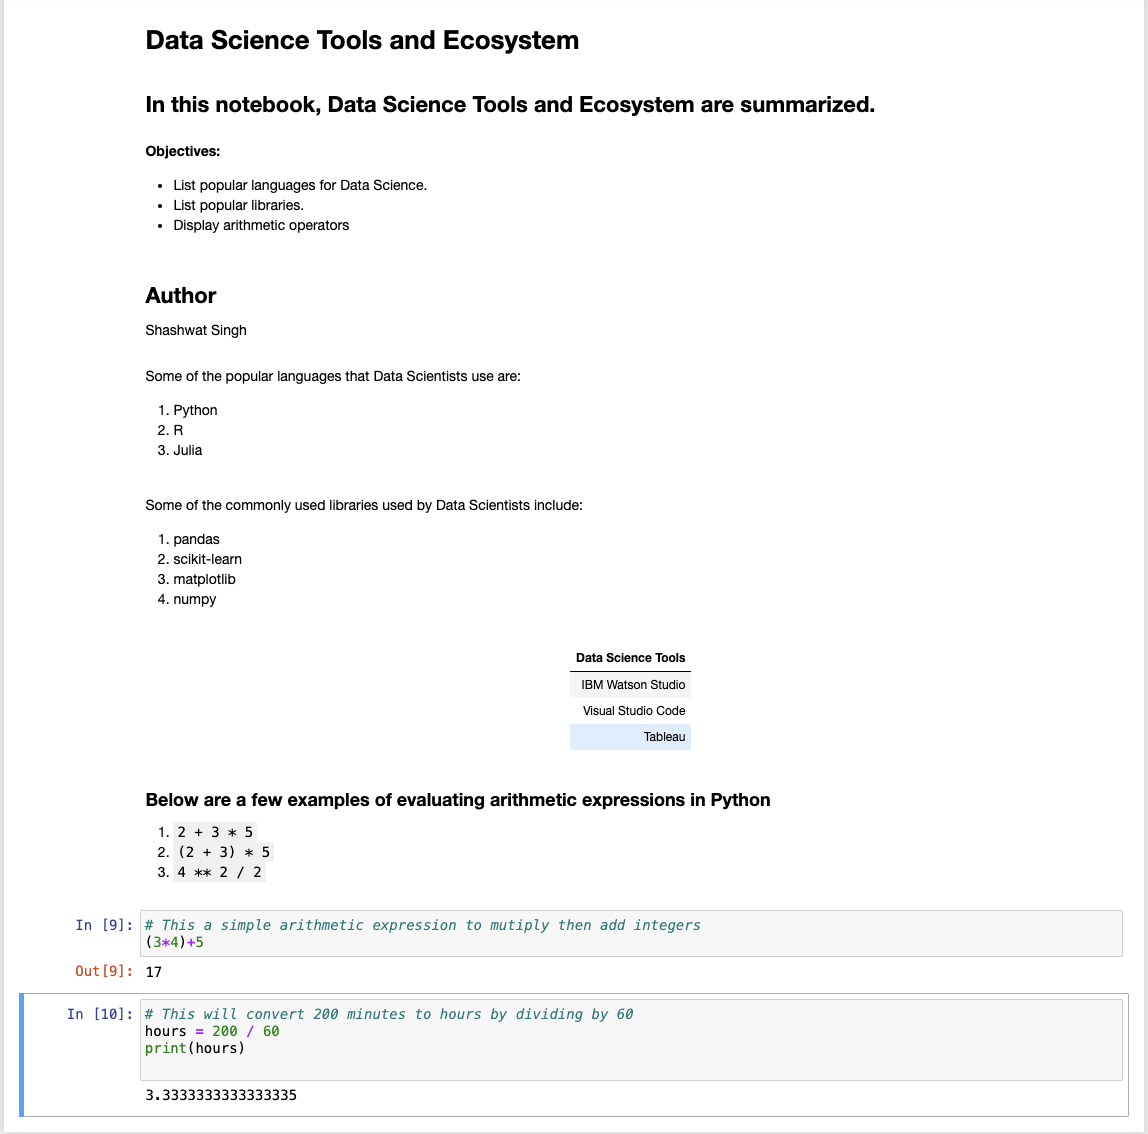 Data Science Tools and Ecosystem
In this notebook, Data Science Tools and Ecosystem are summarized.
Objectives:
• List popular languages for Data Science.
• List popular libraries.
• Display arithmetic operators
Author
Shashwat Singh
Some of the popular languages that Data Scientists use are:
1. Python
2. R
3. Julia
Some of the commonly used libraries used by Data Scientists include:
1. pandas
2. scikit-learn
3. matplotlib
4. numpy
Data Science Tools
IBM Watson Studio
Visual Studio Code
Tableau
Below are a few examples of evaluating arithmetic expressions in Python
1. 2 + 3 * 5
2. (2 + 3) * 5
3. 4 ** 2 / 2
In [9]: # This a simple arithmetic expression to mutiply then add integers
(3*4)+5
Out[9]: 17
In [10]: # This will convert 200 minutes to hours by dividing by 60
hours = 200 / 60
print(hours)
3.3333333333333335